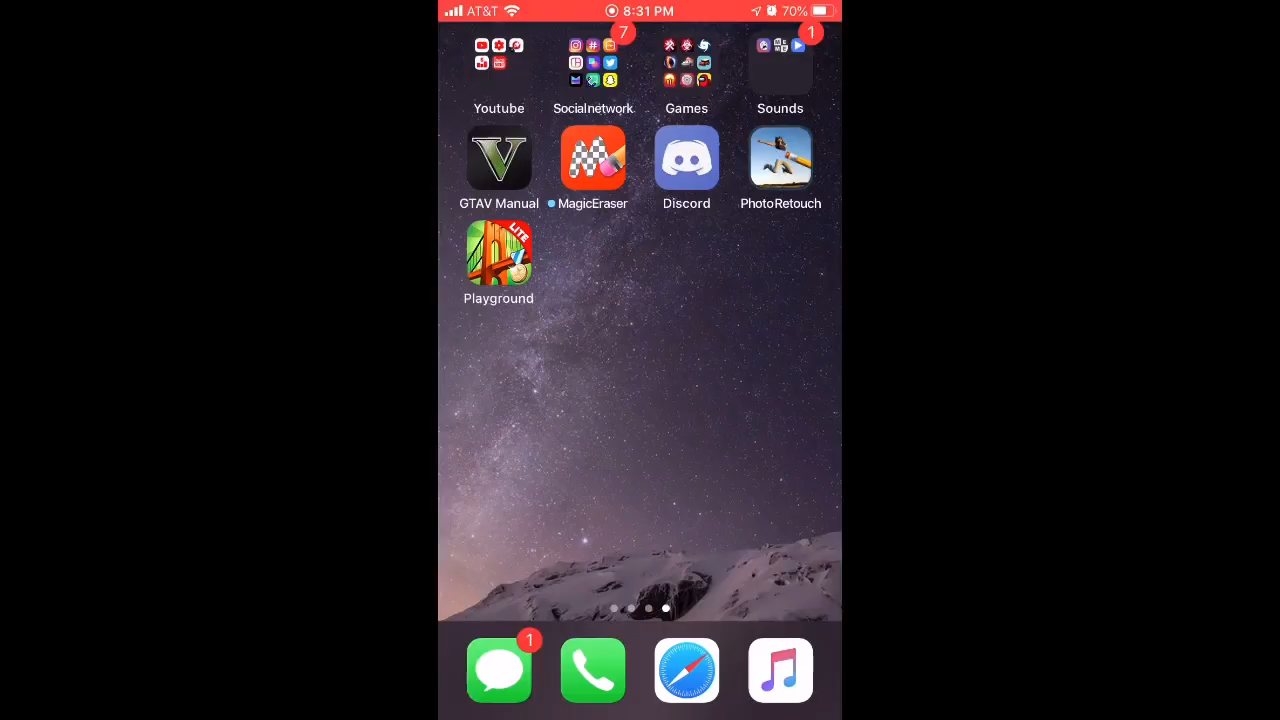 AT&T 8:31 PM 70%
7 1
Youtube Socialnetwork Games Sounds
V LITE
GTAV Manual MagicEraser Discord PhotoRetouch
Playground
1